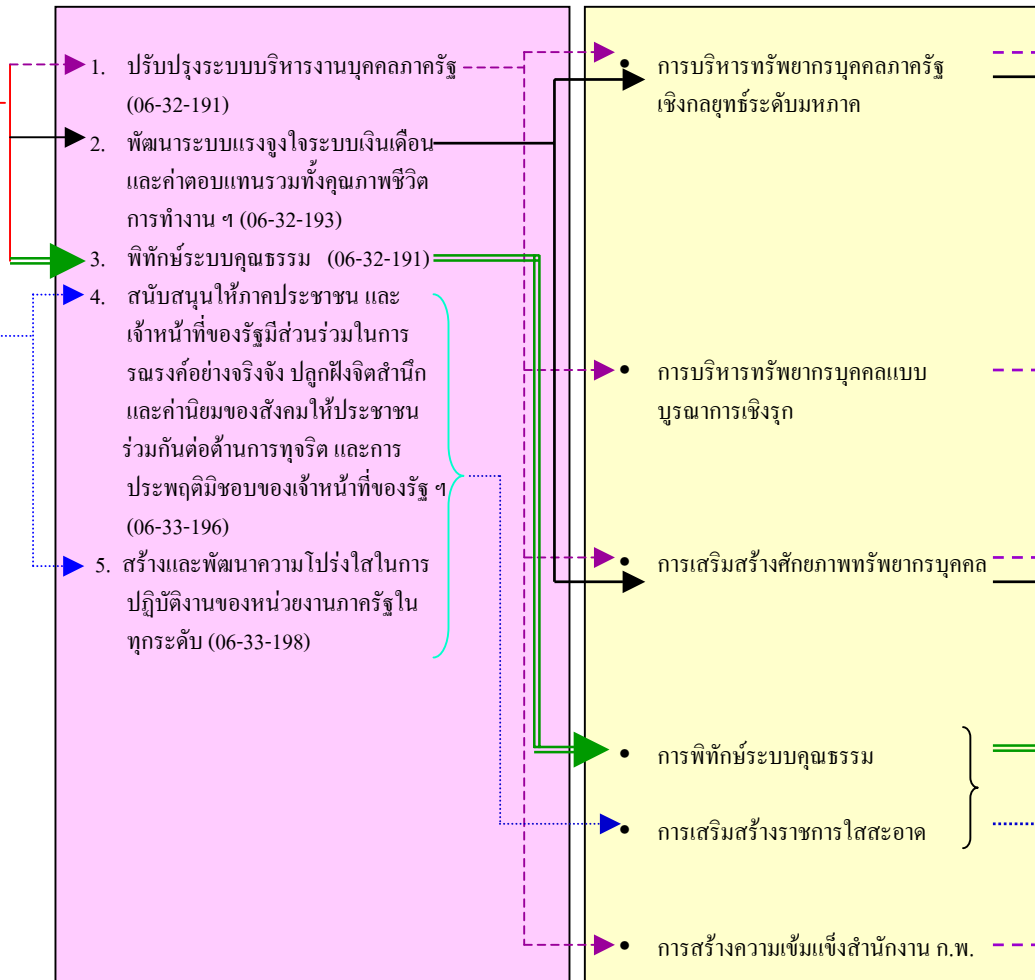 1. ปรับปรุงระบบบริหารงานบุคคลภาครัฐ
(06-32-191)
2. พัฒนาระบบแรงจูงใจระบบเงินเดือน
และค่าตอบแทนรวมทั้งคุณภาพชีวิต
การทำงาน ฯ (06-32-193)
3. พิทักษ์ระบบคุณธรรม (06-32-191)
4. สนับสนุนให้ภาคประชาชน และ
เจ้าหน้าที่ของรัฐมีส่วนร่วมในการ
รณรงค์อย่างจริงจัง ปลูกฝังจิตสำนึก
และค่านิยมของสังคมให้ประชาชน
ร่วมกันต่อต้านการทุจริต และการ
ประพฤติมิชอบของเจ้าหน้าที่ของรัฐ ฯ
(06-33-196)
5. สร้างและพัฒนาความโปร่งใสในการ
ปฏิบัติงานของหน่วยงานภาครัฐใน
ทุกระดับ (06-33-198)
• การบริหารทรัพยากรบุคคลภาครัฐ
เชิงกลยุทธ์ระดับมหภาค
• การบริหารทรัพยากรบุคคลแบบ
บูรณาการเชิงรุก
• การเสริมสร้างศักยภาพทรัพยากรบุคคล
• การพิทักษ์ระบบคุณธรรม
• การเสริมสร้างราชการใสสะอาด
• การสร้างความเข้มแข็งสำนักงาน ก.พ.